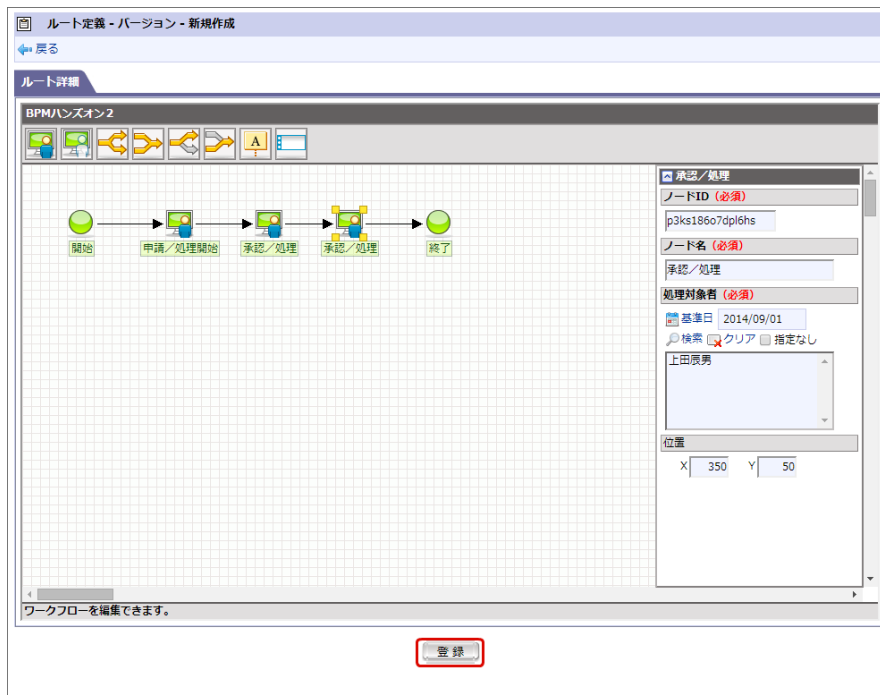 ルート定義 - バージョン - 新規作成
戻る
ルート詳細
BPMハンズオン2
A
開始 申請／処理開始 承認／処理 承認／処理 終了
承認／処理
ノードID (必須)
p3ks186o7dpl6hs
ノード名 (必須)
承認／処理
処理対象者 (必須)
基準日 2014/09/01
検索 クリア 指定なし
上田辰男
位置
X 350 Y 50
ワークフローを編集できます。
登録